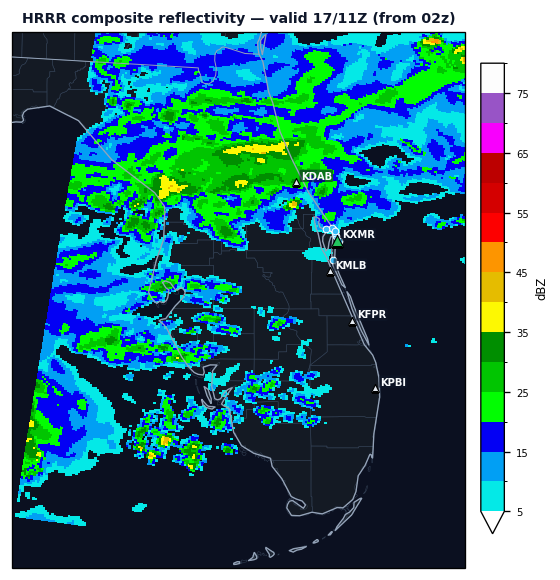 HRRR composite reflectivity — valid 17/11Z (from 02z)
KDAB
KXMR
KMLB
KFPR
KPBI
75
65
55
45
35
25
15
5
dBZ